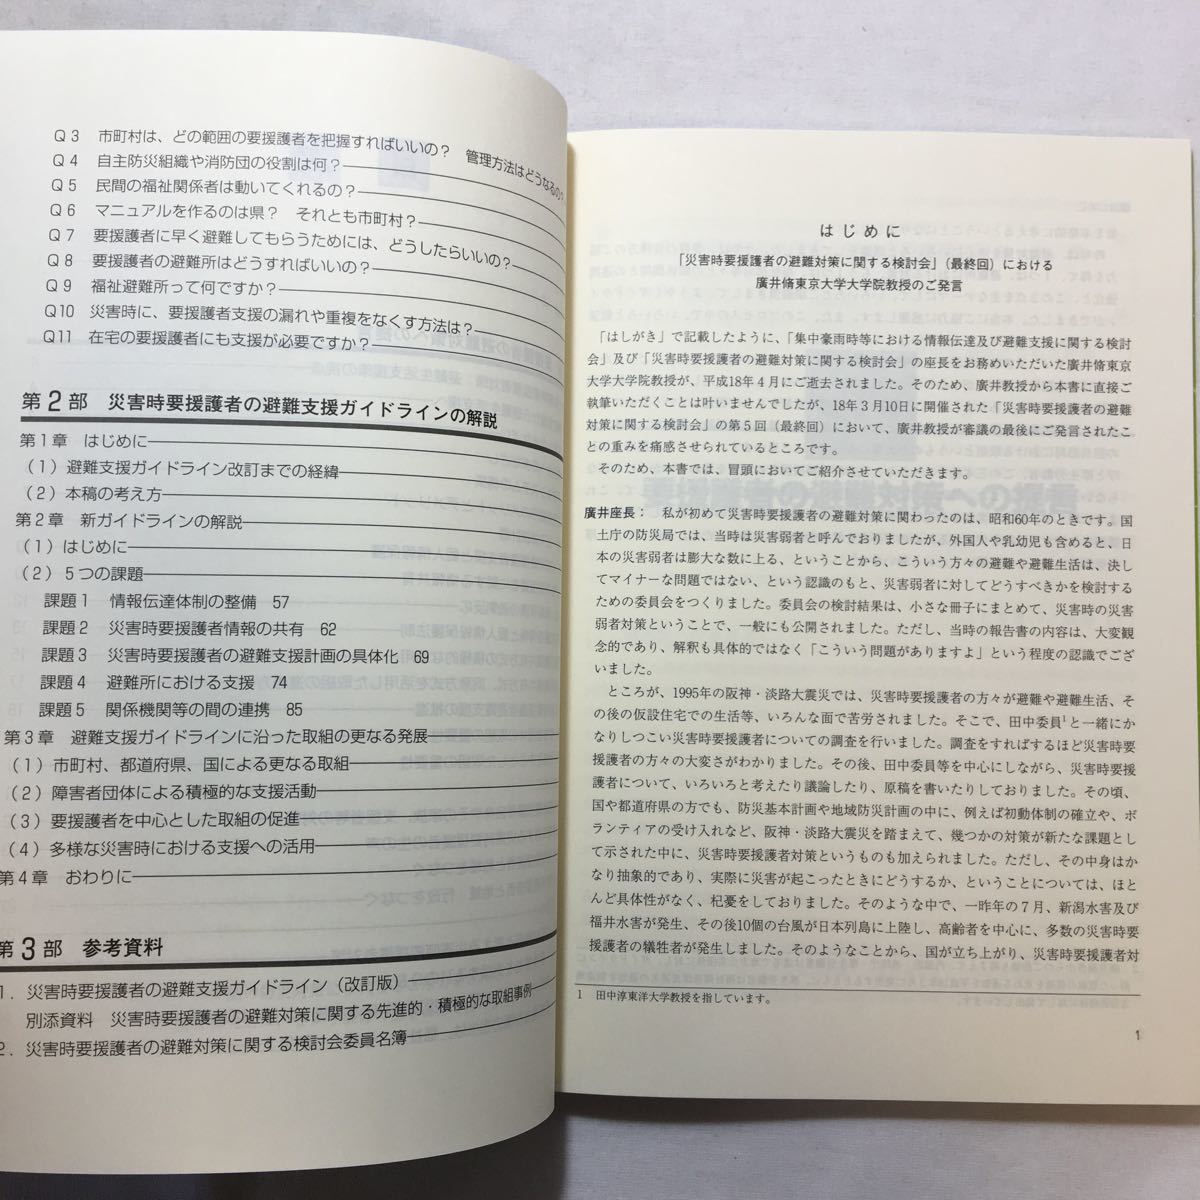 Q3 市町村は、どの範囲の要援護者を把握すればいいの? 管理方法はどうなるの?
Q4 自主防災組織や消防団の役割は何?
Q5 民間の福祉関係者は動いてくれるの?
Q6 マニュアルを作るのは県? それとも市町村?
Q7 要援護者に早く避難してもらうためには、どうしたらいいの?
Q8 要援護者の避難所はどうすればいいの?
Q9 福祉避難所って何ですか?
Q10 災害時に、要援護者支援の漏れや重複をなくす方法は?
Q11 在宅の要援護者にも支援が必要ですか?
第2部 災害時要援護者の避難支援ガイドラインの解説
第1章 はじめに
(1)避難支援ガイドライン改訂までの経緯
(2)本稿の考え方
第2章 新ガイドラインの解説
(1)はじめに
(2)5つの課題
課題1 情報伝達体制の整備 57
課題2 災害時要援護者情報の共有 62
課題3 災害時要援護者の避難支援計画の具体化 69
課題4 避難所における支援 74
課題5 関係機関等の間の連携 85
第3章 避難支援ガイドラインに沿った取組の更なる発展
(1)市町村、都道府県、国による更なる取組
(2)障害者団体による積極的な支援活動
(3)要援護者を中心とした取組の促進
(4)多様な災害時における支援への活用
第4章 おわりに
第3部 参考資料
1.災害時要援護者の避難支援ガイドライン(改訂版)
別添資料 災害時要援護者の避難対策に関する先進的・積極的な取組事例
2.災害時要援護者の避難対策に関する検討会委員名簿
はじめに
「災害時要援護者の避難対策に関する検討会」(最終回)における
廣井脩東京大学大学院教授のご発言
「はしがき」で記載したように、「集中豪雨時等における情報伝達及び避難支援に関する検討
会」及び「災害時要援護者の避難対策に関する検討会」の座長をお務めいただいた廣井脩東京
大学大学院教授が、平成18年4月にご逝去されました。そのため、廣井教授から本書に直接ご
執筆いただくことは叶いませんでしたが、18年3月10日に開催された「災害時要援護者の避難
対策に関する検討会」の第5回(最終回)において、廣井教授が審議の最後にご発言されたこ
との重みを痛感させられているところです。
そのため、本書では、冒頭においてご紹介させていただきます。
廣井座長: 私が初めて災害時要援護者の避難対策に関わったのは、昭和60年のときです。国
土庁の防災局では、当時は災害弱者と呼んでおりましたが、外国人や乳幼児も含めると、日
本の災害弱者は膨大な数に上る、ということから、こういう方々の避難や避難生活は、決し
てマイナーな問題ではない、という認識のもと、災害弱者に対してどうすべきかを検討する
ための委員会をつくりました。委員会の検討結果は、小さな冊子にまとめて、災害時の災害
弱者対策ということで、一般にも公開されました。ただし、当時の報告書の内容は、大変観
念的であり、解釈も具体的ではなく「こういう問題がありますよ」という程度の認識でござ
いました。
ところが、1995年の阪神・淡路大震災では、災害時要援護者の方々が避難や避難生活、そ
の後の仮設住宅での生活等、いろんな面で苦労されました。そこで、田中委員1と一緒にか
なりしつこい災害時要援護者についての調査を行いました。調査をすればするほど災害時要
援護者の方々の大変さがわかりました。その後、田中委員等を中心にしながら、災害時要援
護者について、いろいろと考えたり議論したり、原稿を書いたりしておりました。その頃、
国や都道府県の方でも、防災基本計画や地域防災計画の中に、例えば初動体制の確立や、ボ
ランティアの受け入れなど、阪神・淡路大震災を踏まえて、幾つかの対策が新たな課題とし
て示された中に、災害時要援護者対策というものも加えられました。ただし、その中身はか
なり抽象的であり、実際に災害が起こったときにどうするか、ということについては、ほと
んど具体性がなく、杞憂をしておりました。そのような中で、一昨年の7月、新潟水害及び
福井水害が発生、その後10個の台風が日本列島に上陸し、高齢者を中心に、多数の災害時要
援護者の犠牲者が発生しました。そのようなことから、国が立ち上がり、災害時要援護者対
1 田中淳東洋大学教授を指しています。
1